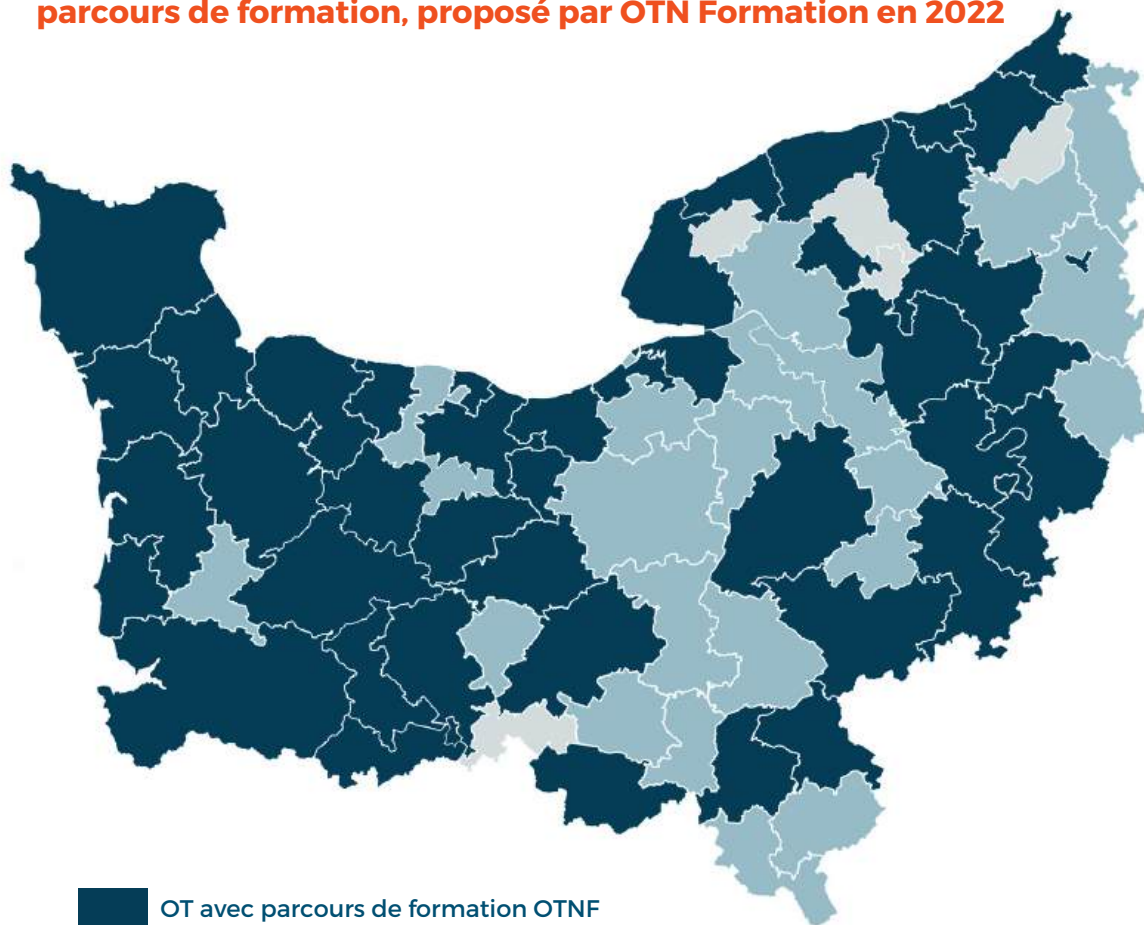 parcours de formation, proposé par OTN Formation en 2022
OT avec parcours de formation OTNF